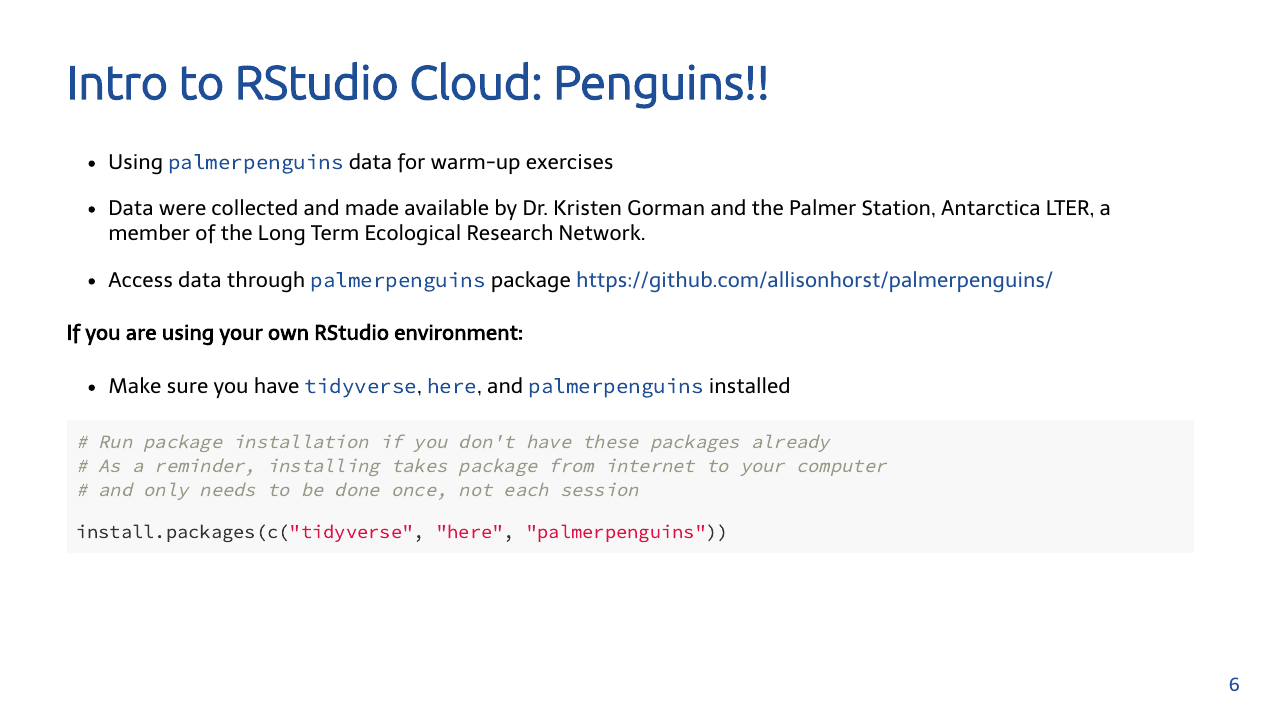 Intro to RStudio Cloud: Penguins!!
• Using palmerpenguins data for warm-up exercises
• Data were collected and made available by Dr. Kristen Gorman and the Palmer Station, Antarctica LTER, a
member of the Long Term Ecological Research Network.
• Access data through palmerpenguins package https://github.com/allisonhorst/palmerpenguins/
If you are using your own RStudio environment:
• Make sure you have tidyverse, here, and palmerpenguins installed
# Run package installation if you don't have these packages already
# As a reminder, installing takes package from internet to your computer
# and only needs to be done once, not each session
install.packages(c("tidyverse", "here", "palmerpenguins"))
6